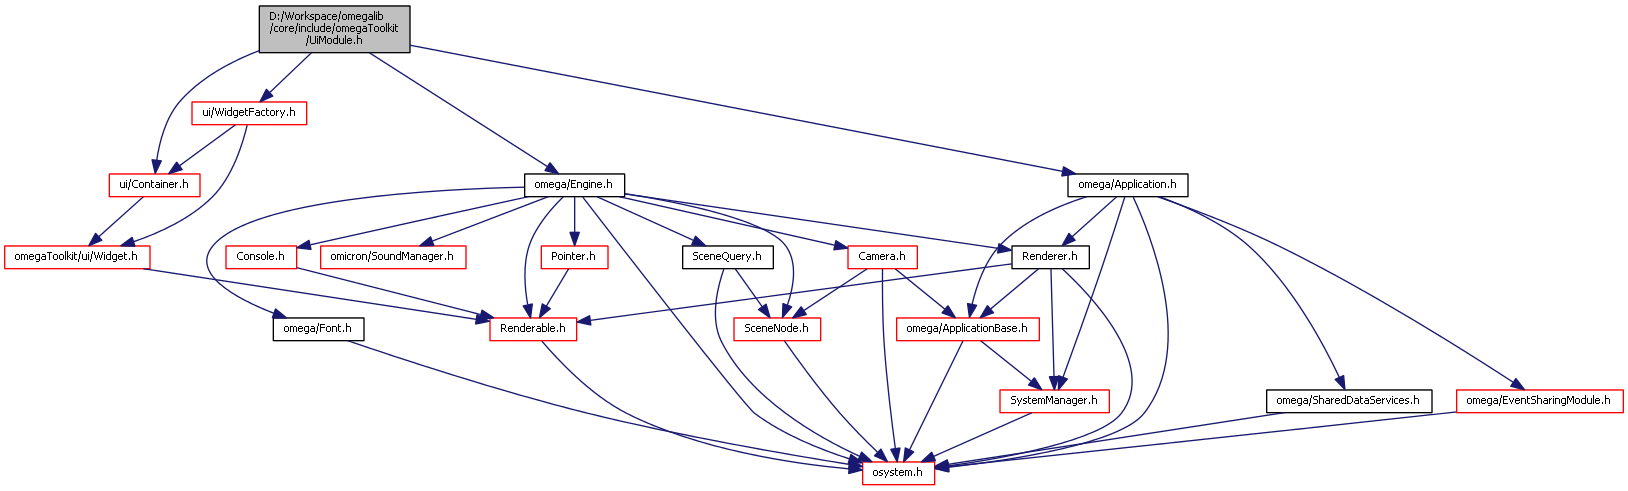 D:/Workspace/omegalib
/core/include/omegaToolkit
/UiModule.h
ui/WidgetFactory.h
ui/Container.h
omega/Engine.h
omega/Application.h
omegaToolkit/ui/Widget.h
Console.h
omicron/SoundManager.h
Pointer.h
SceneQuery.h
Camera.h
Renderer.h
omega/Font.h
Renderable.h
SceneNode.h
omega/ApplicationBase.h
SystemManager.h
omega/SharedDataServices.h
omega/EventSharingModule.h
osystem.h